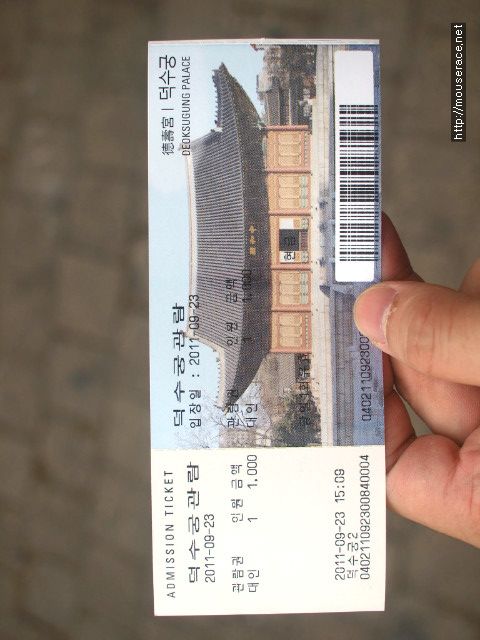 http://mouserace.net
德壽宮 | 덕수궁
DEOKSUGUNG PALACE
덕수궁관람
입장일 : 2011-09-23
관람권 인원 금액
대인 1 1,000
현금
ADMISSION TICKET
덕수궁관람
2011-09-23
관람권 인원 금액
대인 1 1,000
2011-09-23 15:09
덕수궁2
040211092300840004